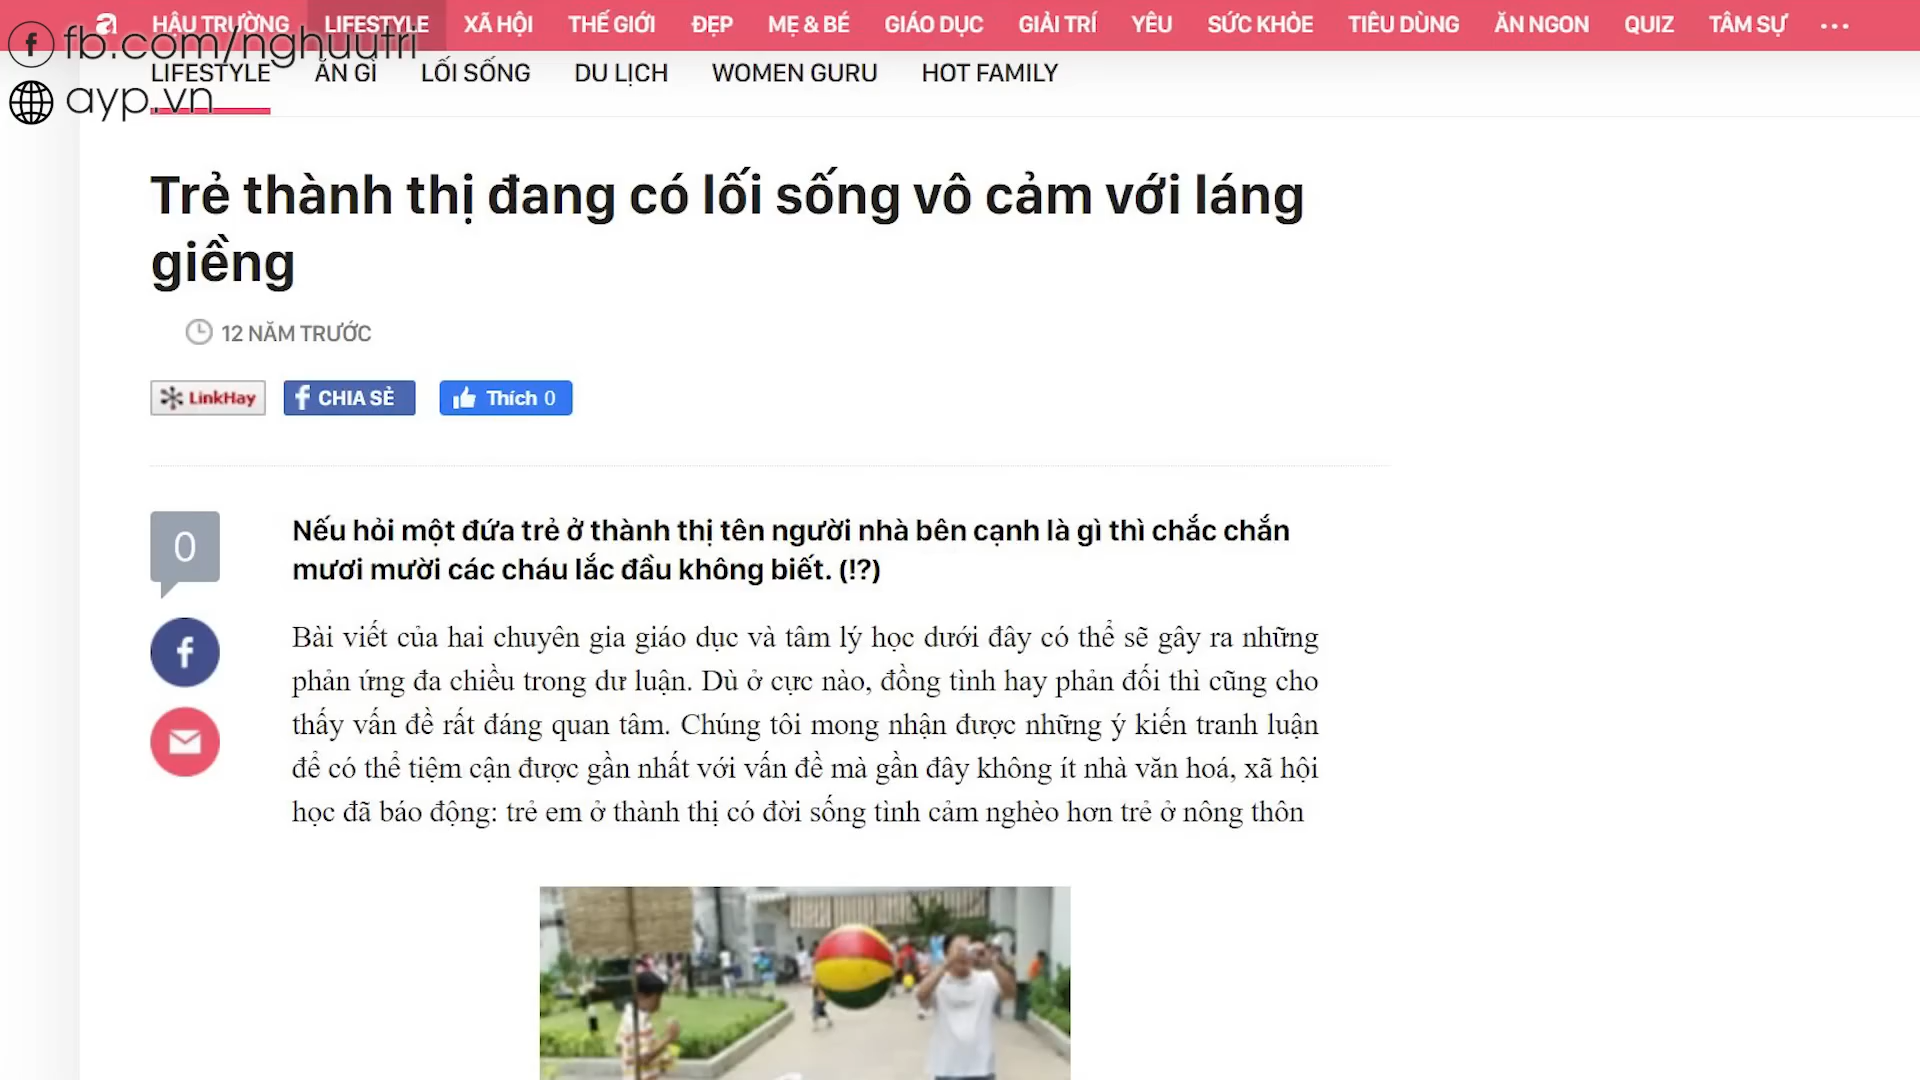 a HẬU TRƯỜNG LIFESTYLE XÃ HỘI THẾ GIỚI ĐẸP MẸ & BÉ GIÁO DỤC GIẢI TRÍ YÊU SỨC KHỎE TIÊU DÙNG ĂN NGON QUIZ TÂM SỰ ...
fb.com/nghuutri
LIFESTYLE ĂN GÌ LỐI SỐNG DU LỊCH WOMEN GURU HOT FAMILY
ayp.vn
Trẻ thành thị đang có lối sống vô cảm với láng
giềng
12 NĂM TRƯỚC
LinkHay CHIA SẺ Thích 0
0
Nếu hỏi một đứa trẻ ở thành thị tên người nhà bên cạnh là gì thì chắc chắn
mươi mười các cháu lắc đầu không biết. (!?)
Bài viết của hai chuyên gia giáo dục và tâm lý học dưới đây có thể sẽ gây ra những
phản ứng đa chiều trong dư luận. Dù ở cực nào, đồng tình hay phản đối thì cũng cho
thấy vấn đề rất đáng quan tâm. Chúng tôi mong nhận được những ý kiến tranh luận
để có thể tiệm cận được gần nhất với vấn đề mà gần đây không ít nhà văn hoá, xã hội
học đã báo động: trẻ em ở thành thị có đời sống tình cảm nghèo hơn trẻ ở nông thôn